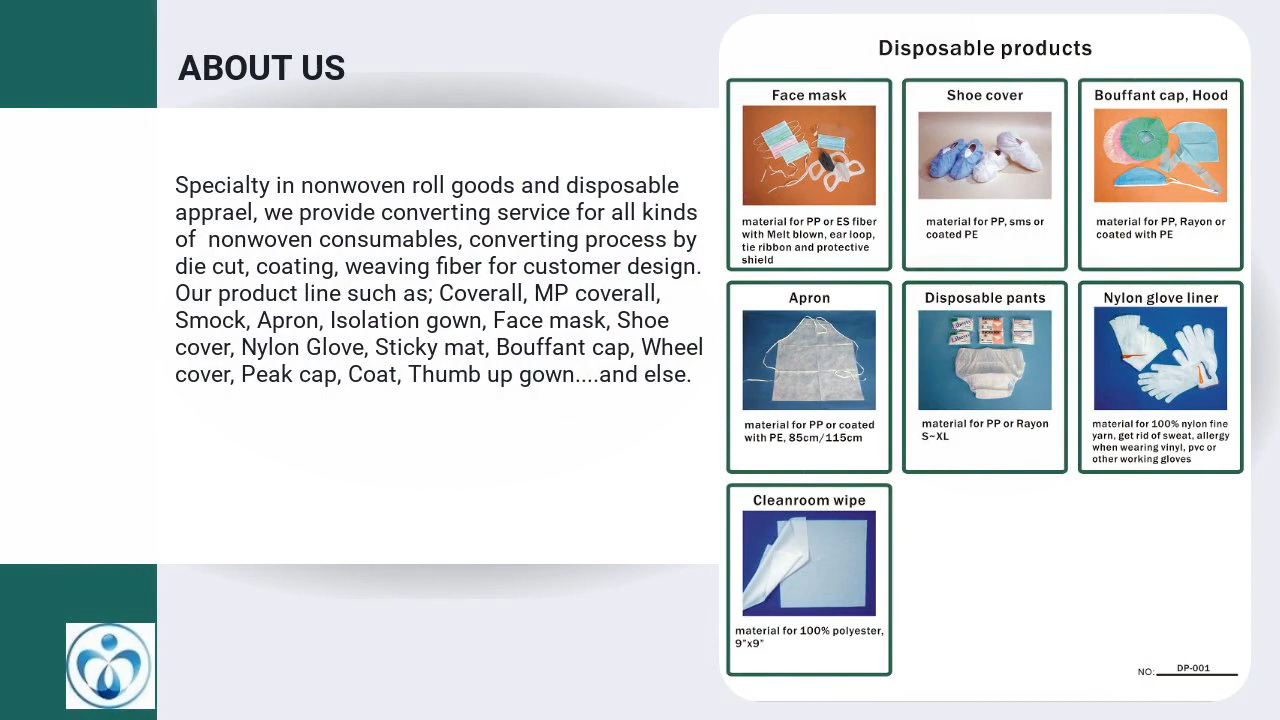 ABOUT US
Specialty in nonwoven roll goods and disposable
apprael, we provide converting service for all kinds
of  nonwoven consumables, converting process by
die cut, coating, weaving fiber for customer design.
Our product line such as; Coverall, MP coverall,
Smock, Apron, Isolation gown, Face mask, Shoe
cover, Nylon Glove, Sticky mat, Bouffant cap, Wheel
cover, Peak cap, Coat, Thumb up gown....and else.
Disposable products
Face mask
material for PP or ES fiber
with Melt blown, ear loop,
tie ribbon and protective
shield
Shoe cover
material for PP, sms or
coated PE
Bouffant cap, Hood
material for PP, Rayon or
coated with PE
Apron
material for PP or coated
with PE, 85cm/115cm
Disposable pants
material for PP or Rayon
S~XL
Nylon glove liner
material for 100% nylon fine
yarn, get rid of sweat, allergy
when wearing vinyl, pvc or
other working gloves
Cleanroom wipe
material for 100% polyester,
9"x9"
NO: DP-001